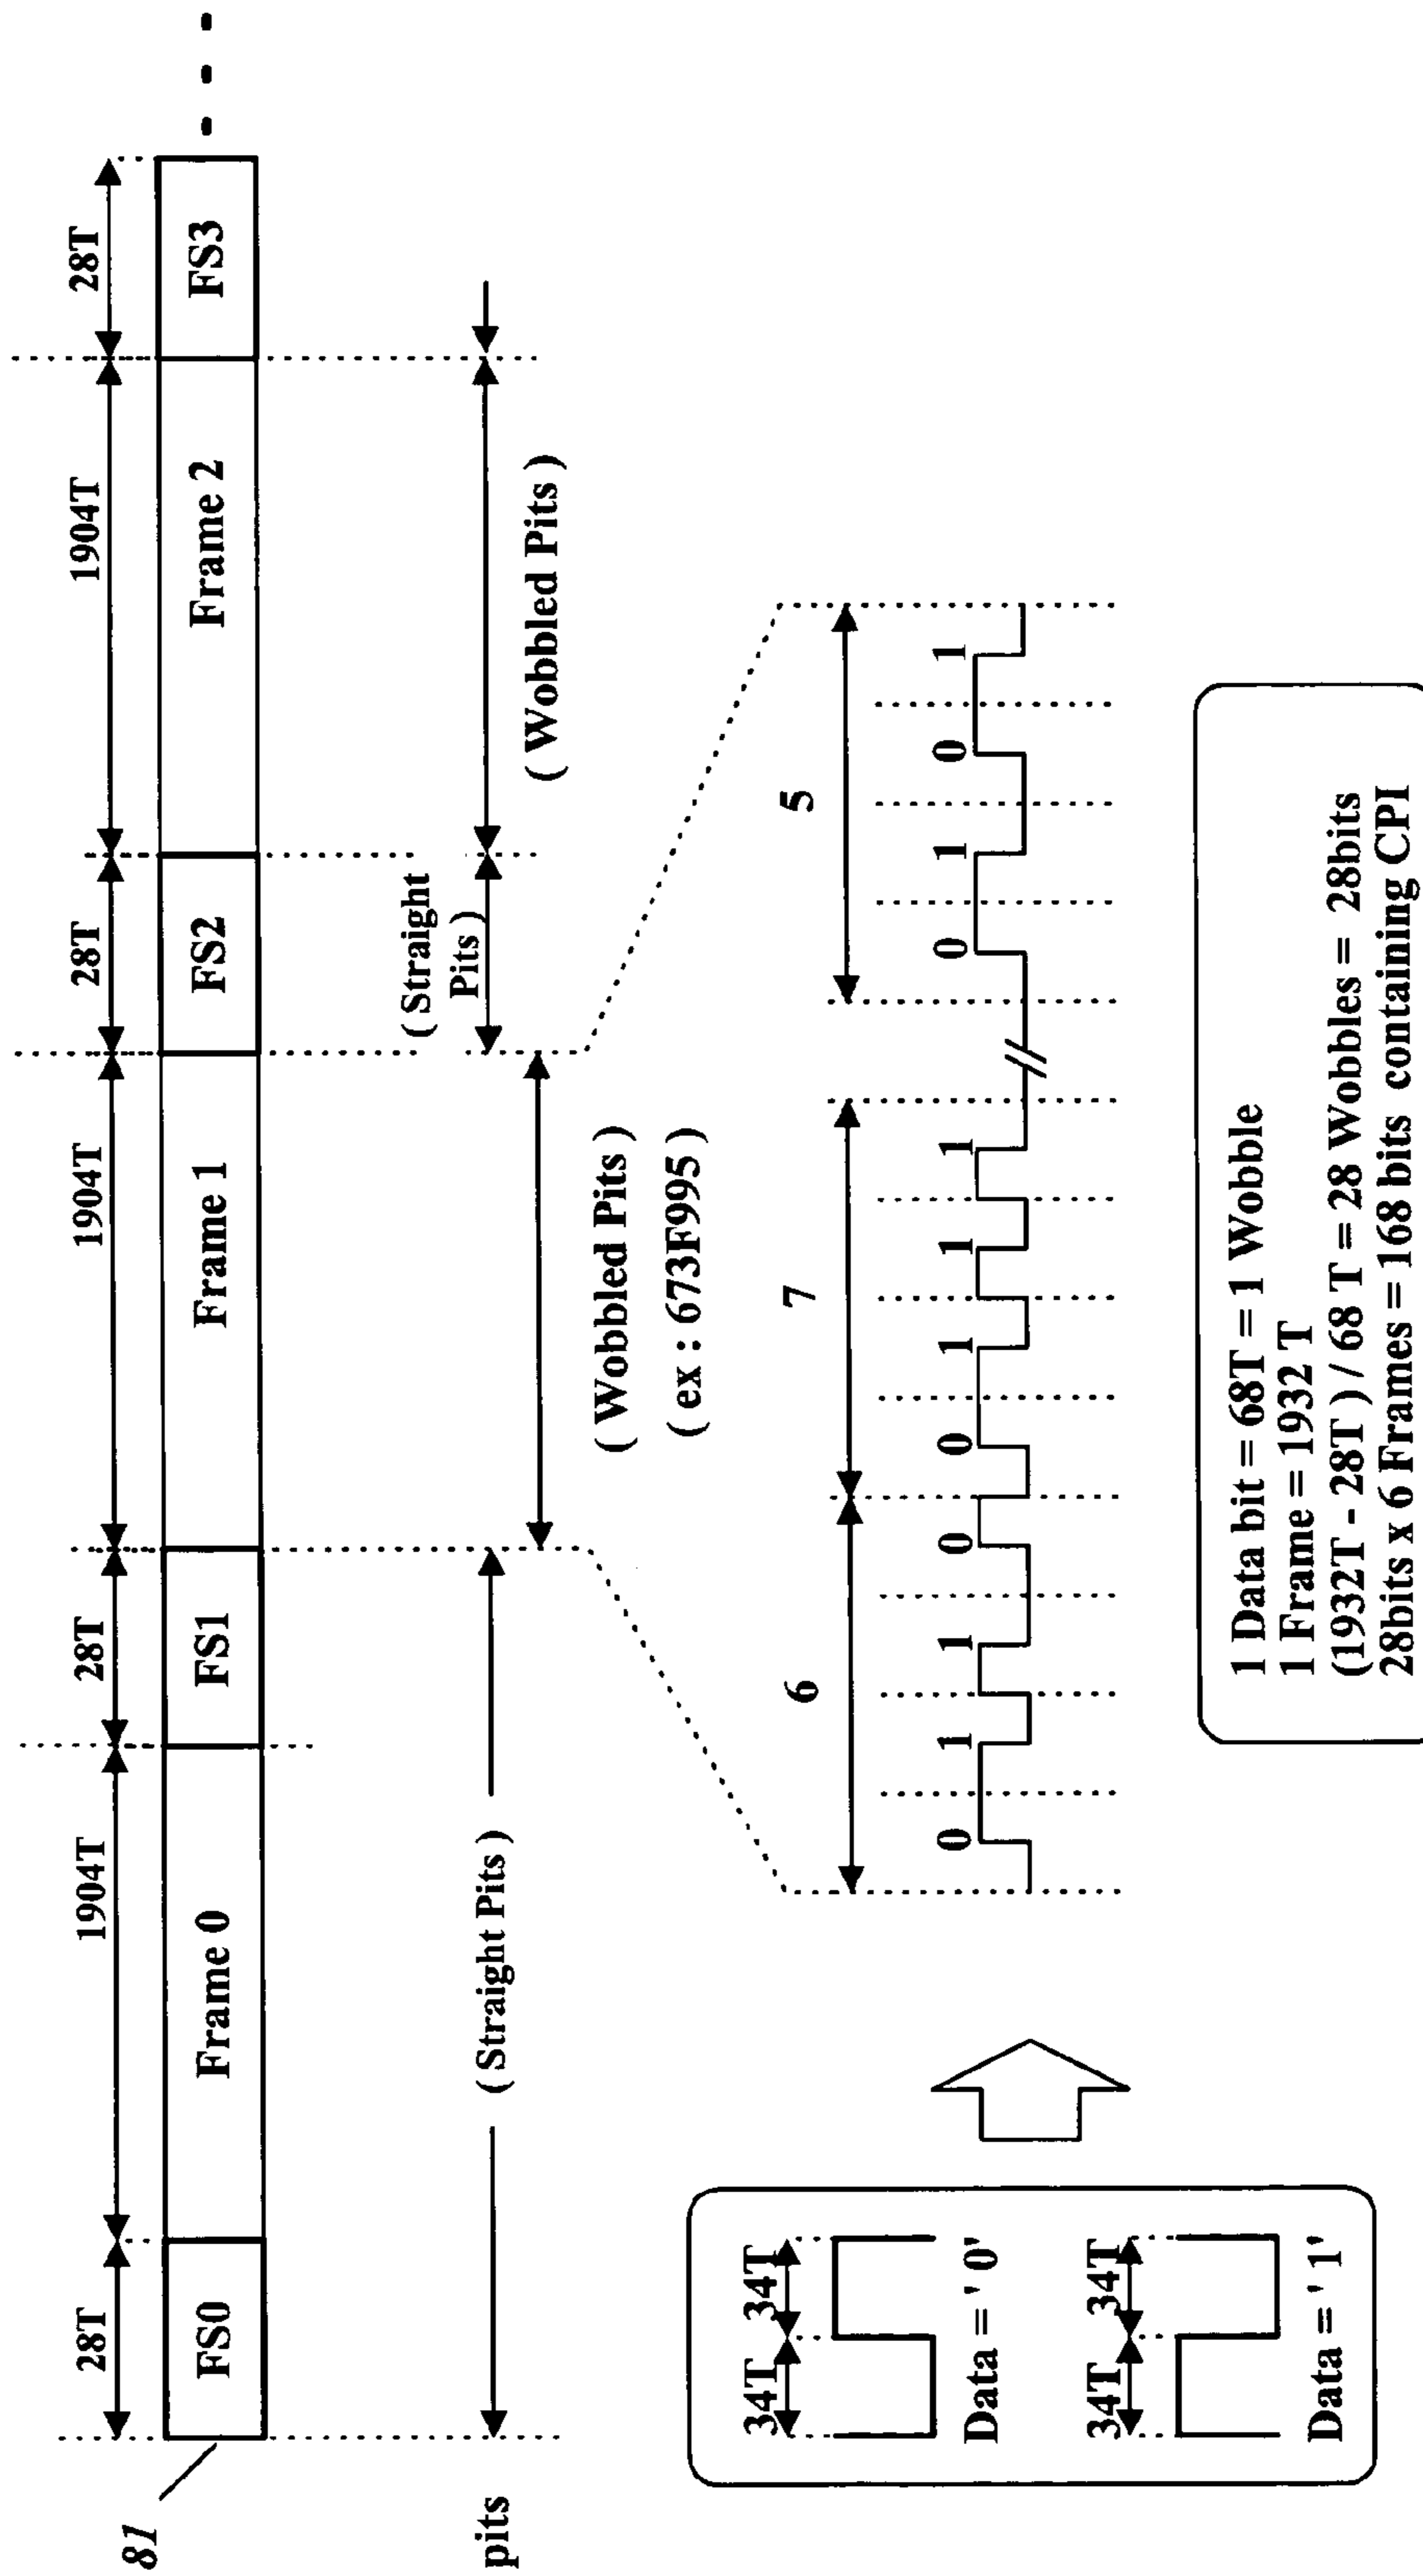 28T 1904T 28T 1904T 28T 1904T 28T
81
FS0 Frame 0 FS1 Frame 1 FS2 Frame 2 FS3
pits
( Straight Pits )
( Straight
Pits )
( Wobbled Pits )
( Wobbled Pits )
( ex : 673F995 )
6 7 5
0 1 1 0 0 1 1 1 0 1 0 1
34T 34T
Data = ' 0'
34T 34T
Data = ' 1'
1 Data bit = 68T = 1 Wobble
1 Frame = 1932 T
(1932T - 28T ) / 68 T = 28 Wobbles = 28bits
28bits x 6 Frames = 168 bits containing CPI